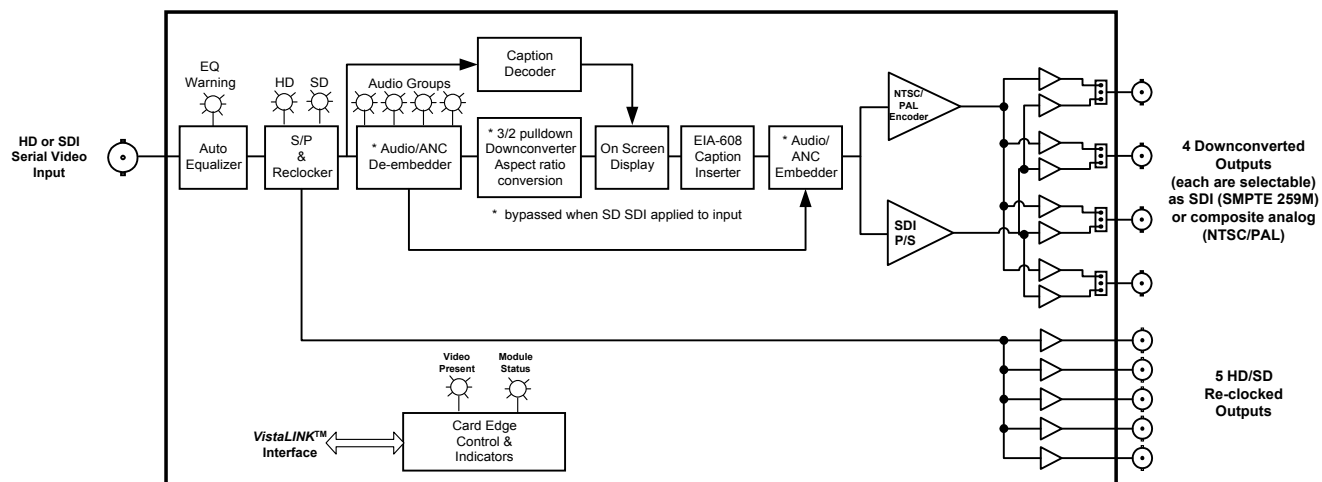 EQ
Warning
HD
SD
Audio Groups
Caption
Decoder
HD or SDI
Serial Video
Input
Auto
Equalizer
S/P
&
Reclocker
* Audio/ANC
De-embedder
* 3/2 pulldown
Downconverter
Aspect ratio
conversion
On Screen
Display
EIA-608
Caption
Inserter
* Audio/
ANC
Embedder
NTSC/
PAL
Encoder
SDI
P/S
* bypassed when SD SDI applied to input
4 Downconverted
Outputs
(each are selectable)
as SDI (SMPTE 259M)
or composite analog
(NTSC/PAL)
5 HD/SD
Re-clocked
Outputs
Video
Present
Module
Status
VistaLINK™
Interface
Card Edge
Control &
Indicators